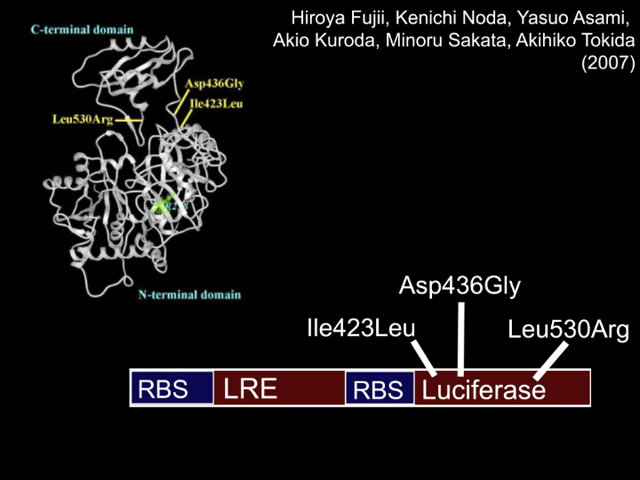 Hiroya Fujii, Kenichi Noda, Yasuo Asami,
Akio Kuroda, Minoru Sakata, Akihiko Tokida
(2007)
C-terminal domain
Asp436Gly
Ile423Leu
Leu530Arg
N-terminal domain
Asp436Gly
Ile423Leu
Leu530Arg
RBS LRE RBS Luciferase